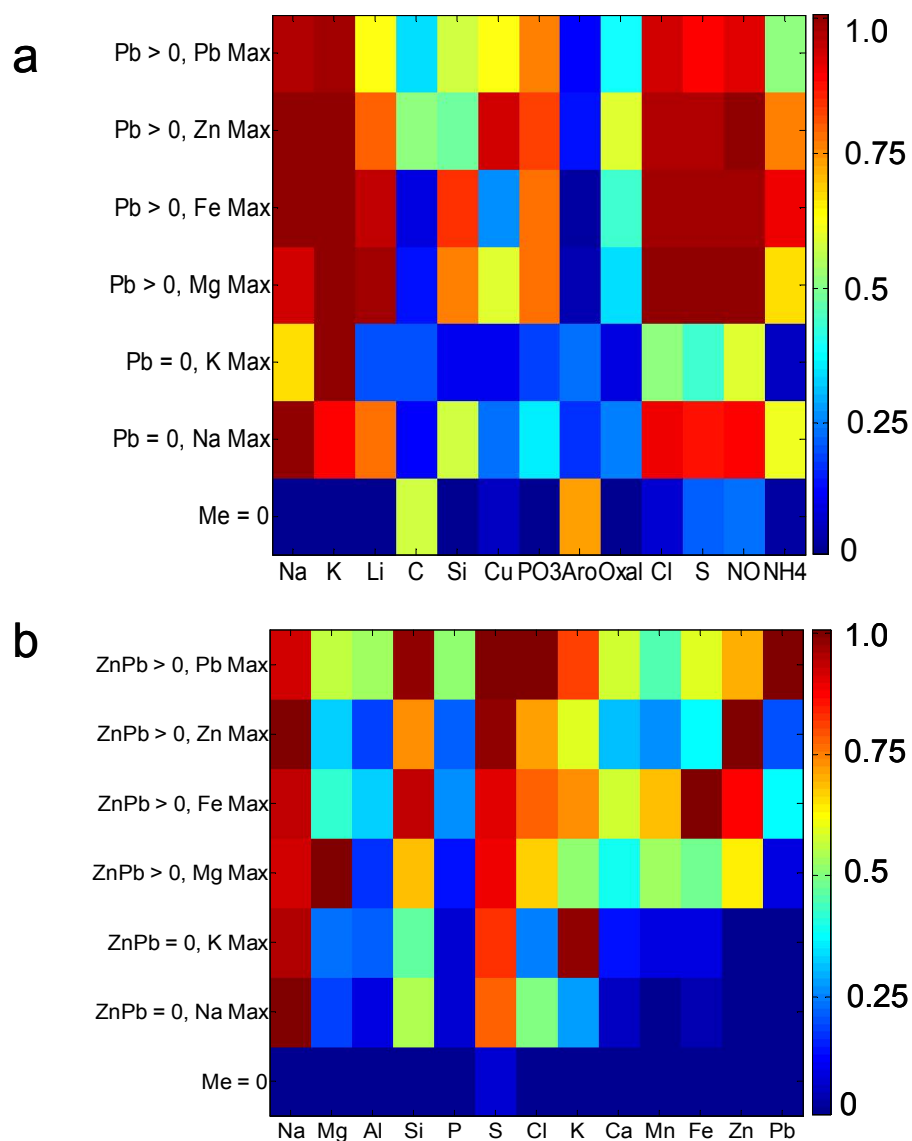 a
Pb > 0, Pb Max
Pb > 0, Zn Max
Pb > 0, Fe Max
Pb > 0, Mg Max
Pb = 0, K Max
Pb = 0, Na Max
Me = 0
Na K Li C Si Cu PO3 Aro Oxal Cl S NO NH4
1.0
0.75
0.5
0.25
0
b
ZnPb > 0, Pb Max
ZnPb > 0, Zn Max
ZnPb > 0, Fe Max
ZnPb > 0, Mg Max
ZnPb = 0, K Max
ZnPb = 0, Na Max
Me = 0
Na Mg Al Si P S Cl K Ca Mn Fe Zn Pb
1.0
0.75
0.5
0.25
0